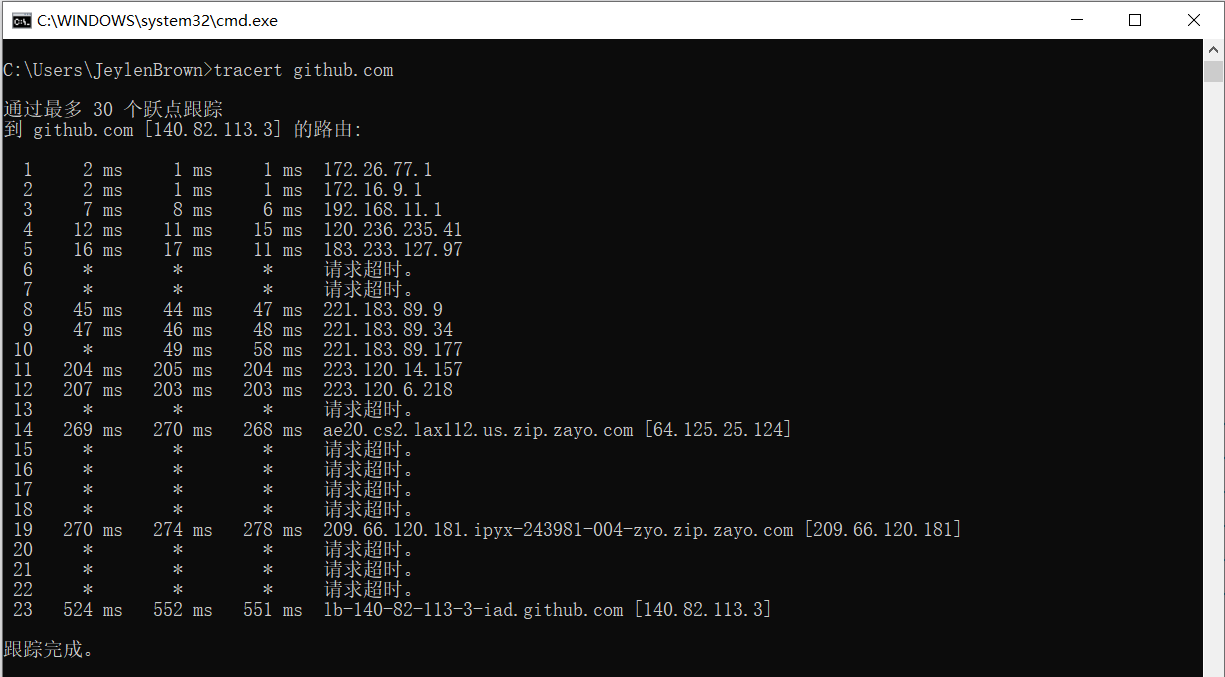 C:\WINDOWS\system32\cmd.exe
C:\Users\JeylenBrown>tracert github.com
通过最多 30 个跃点跟踪
到 github.com [140.82.113.3] 的路由:
1 2 ms 1 ms 1 ms 172.26.77.1
2 2 ms 1 ms 1 ms 172.16.9.1
3 7 ms 8 ms 6 ms 192.168.11.1
4 12 ms 11 ms 15 ms 120.236.235.41
5 16 ms 17 ms 11 ms 183.233.127.97
6 * * * 请求超时。
7 * * * 请求超时。
8 45 ms 44 ms 47 ms 221.183.89.9
9 47 ms 46 ms 48 ms 221.183.89.34
10 * 49 ms 58 ms 221.183.89.177
11 204 ms 205 ms 204 ms 223.120.14.157
12 207 ms 203 ms 203 ms 223.120.6.218
13 * * * 请求超时。
14 269 ms 270 ms 268 ms ae20.cs2.lax112.us.zip.zayo.com [64.125.25.124]
15 * * * 请求超时。
16 * * * 请求超时。
17 * * * 请求超时。
18 * * * 请求超时。
19 270 ms 274 ms 278 ms 209.66.120.181.ipyx-243981-004-zyo.zip.zayo.com [209.66.120.181]
20 * * * 请求超时。
21 * * * 请求超时。
22 * * * 请求超时。
23 524 ms 552 ms 551 ms lb-140-82-113-3-iad.github.com [140.82.113.3]
跟踪完成。